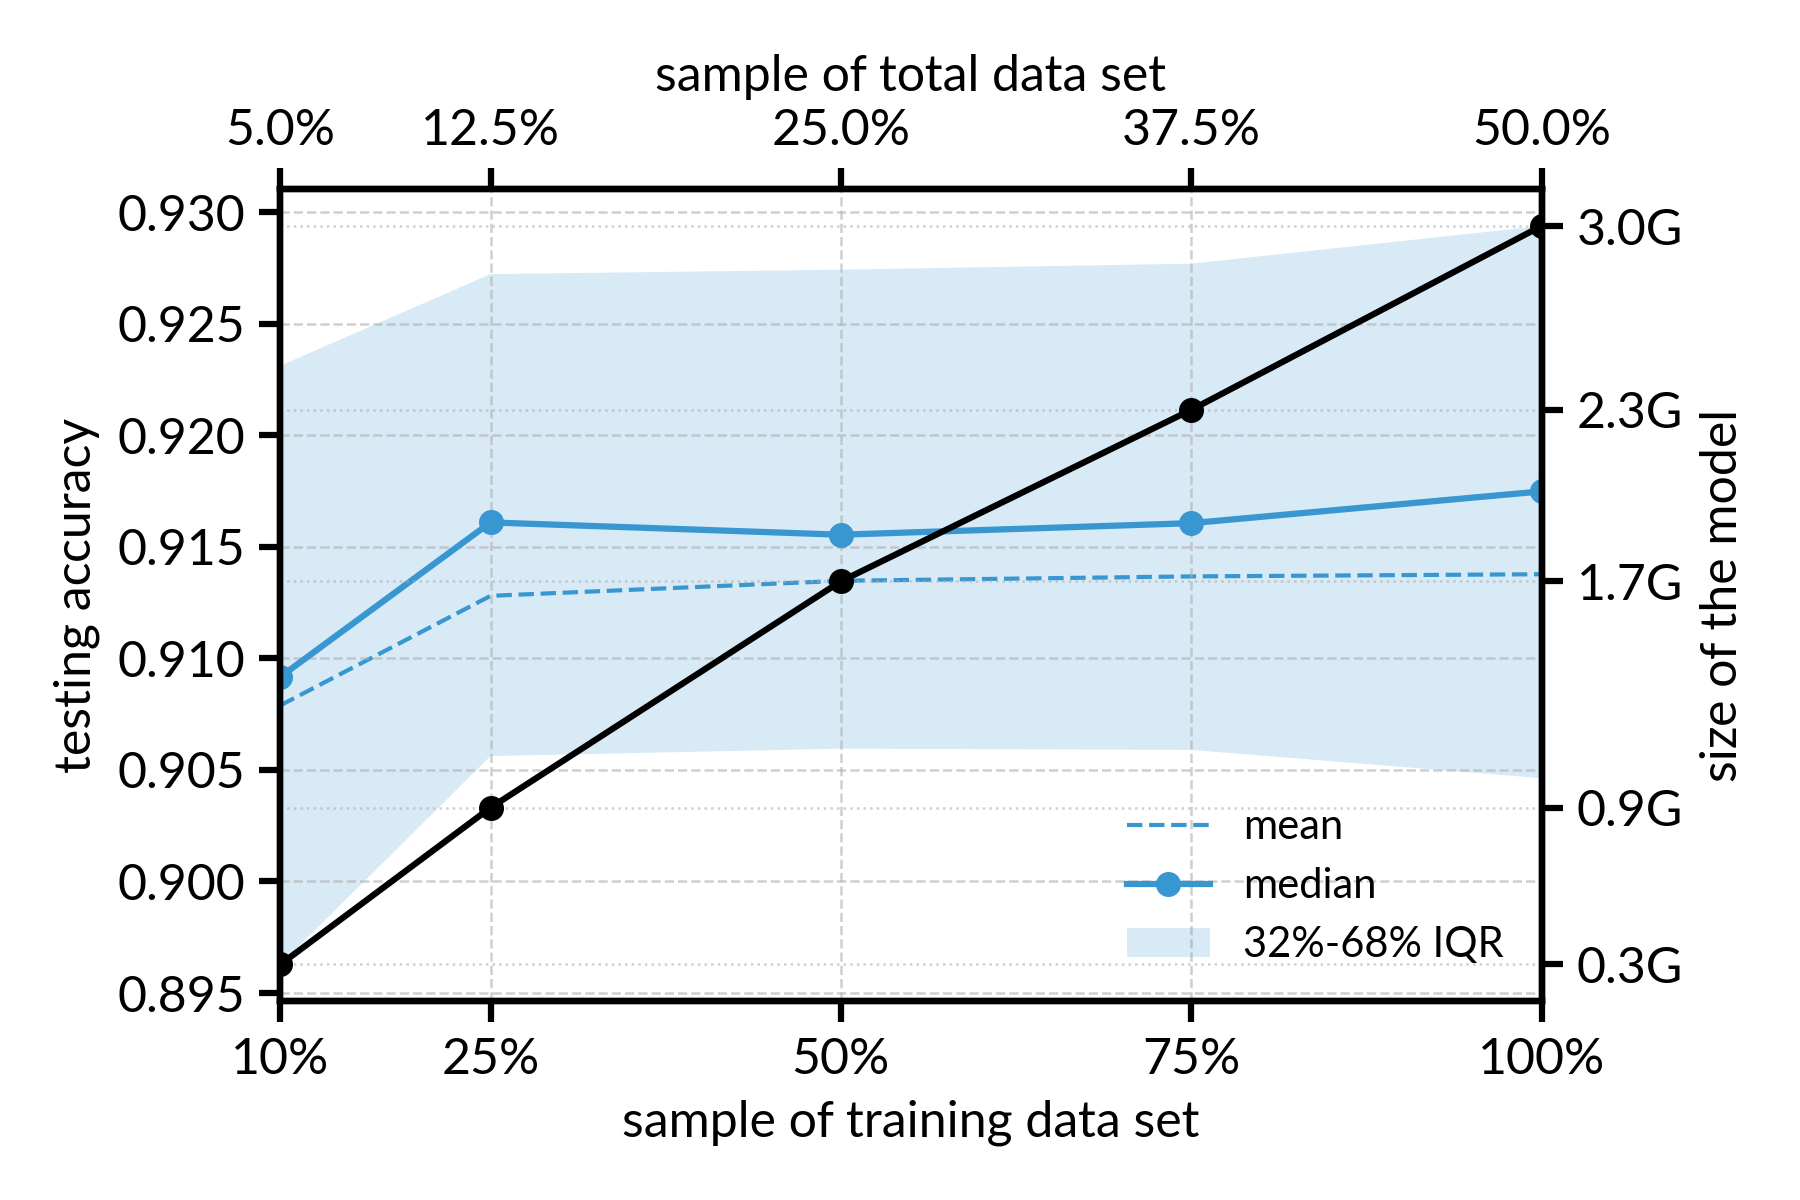 sample of total data set
5.0% 12.5% 25.0% 37.5% 50.0%
0.930
0.925
0.920
0.915
0.910
0.905
0.900
0.895
testing accuracy
3.0G
2.3G
1.7G
0.9G
0.3G
size of the model
mean
median
32%-68% IQR
10% 25% 50% 75% 100%
sample of training data set